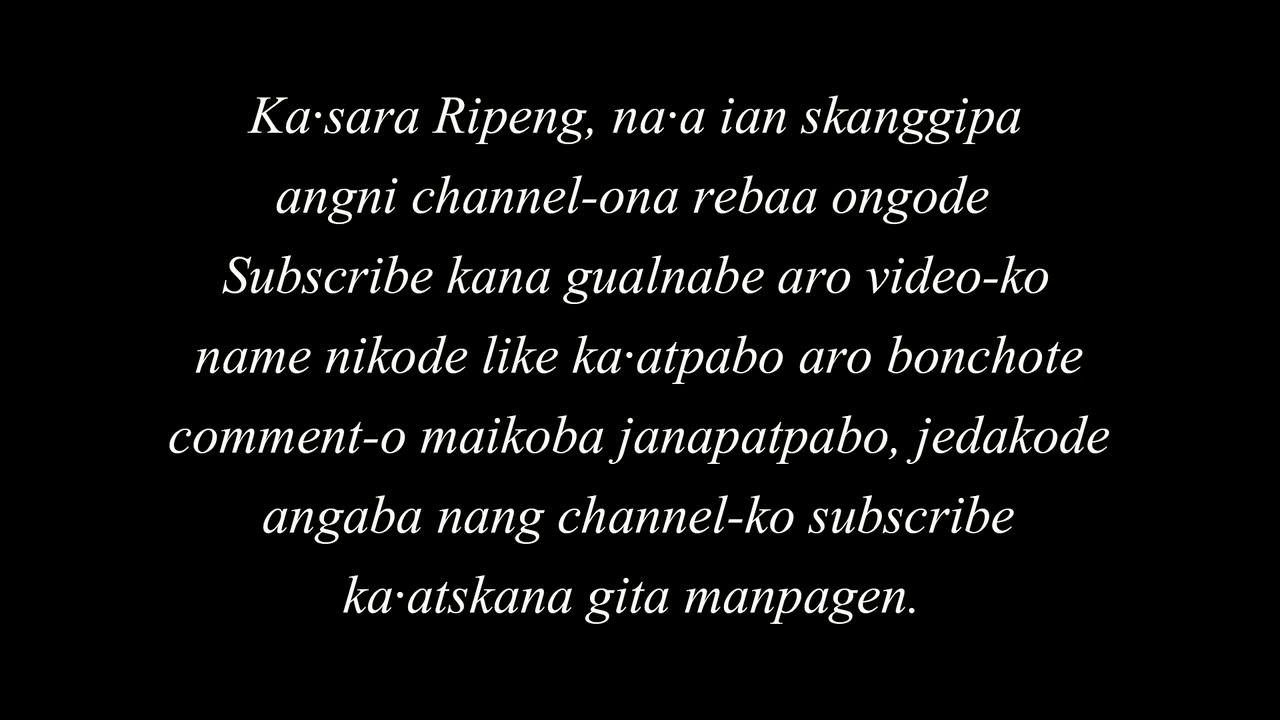 Ka·sara Ripeng, na·a ian skanggipa
angni channel-ona rebaa ongode
Subscribe kana gualnabe aro video-ko
name nikode like ka·atpabo aro bonchote
comment-o maikoba janapatpabo, jedakode
angaba nang channel-ko subscribe
ka·atskana gita manpagen.